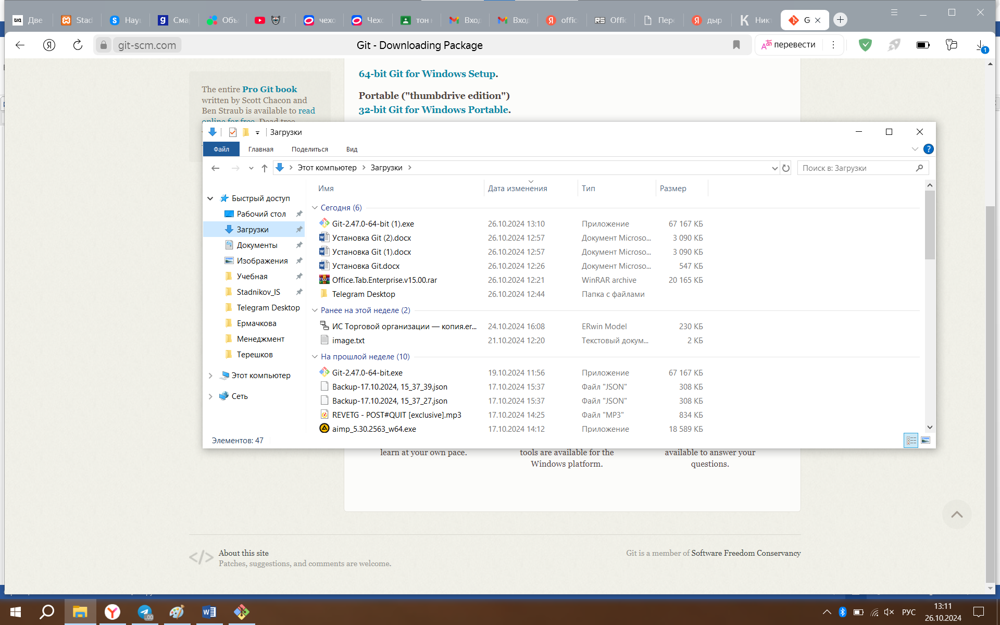 Две
Stad
Нау
Сма
Объ
чехо
Чехо
тон
Вход
Вход
offic
Offic
Пер
дыр
Ник
G
git-scm.com
Git - Downloading Package
перевести
1
64-bit Git for Windows Setup.
The entire Pro Git book
written by Scott Chacon and
Ben Straub is available to read
online for free. Dead tree
Portable ("thumbdrive edition")
32-bit Git for Windows Portable.
Загрузки
Файл Главная Поделиться Вид
Этот компьютер Загрузки
Поиск в: Загрузки
Имя Дата изменения Тип Размер
Быстрый доступ
Рабочий стол
Загрузки
Документы
Изображения
Учебная
Stadnikov_IS
Telegram Desktop
Ермачкова
Менеджмент
Терешков
Этот компьютер
Сеть
Сегодня (6)
Git-2.47.0-64-bit (1).exe 26.10.2024 13:10 Приложение 67 167 КБ
Установка Git (2).docx 26.10.2024 12:57 Документ Microso... 3 090 КБ
Установка Git (1).docx 26.10.2024 12:57 Документ Microso... 3 090 КБ
Установка Git.docx 26.10.2024 12:26 Документ Microso... 547 КБ
Office.Tab.Enterprise.v15.00.rar 26.10.2024 12:21 WinRAR archive 20 165 КБ
Telegram Desktop 26.10.2024 12:44 Папка с файлами
Ранее на этой неделе (2)
ИС Торговой организации — копия.er... 24.10.2024 16:08 ERwin Model 230 КБ
image.txt 21.10.2024 12:20 Текстовый докум... 2 КБ
На прошлой неделе (10)
Git-2.47.0-64-bit.exe 19.10.2024 11:56 Приложение 67 167 КБ
Backup-17.10.2024, 15_37_39.json 17.10.2024 15:37 Файл "JSON" 308 КБ
Backup-17.10.2024, 15_37_27.json 17.10.2024 15:37 Файл "JSON" 308 КБ
REVETG - POST#QUIT [exclusive].mp3 17.10.2024 14:25 Файл "MP3" 834 КБ
aimp_5.30.2563_w64.exe 17.10.2024 14:12 Приложение 18 589 КБ
Элементов: 47
learn at your own pace.
tools are available for the
Windows platform.
available to answer your
questions.
About this site
Patches, suggestions, and comments are welcome.
Git is a member of Software Freedom Conservancy
РУС
13:11
26.10.2024